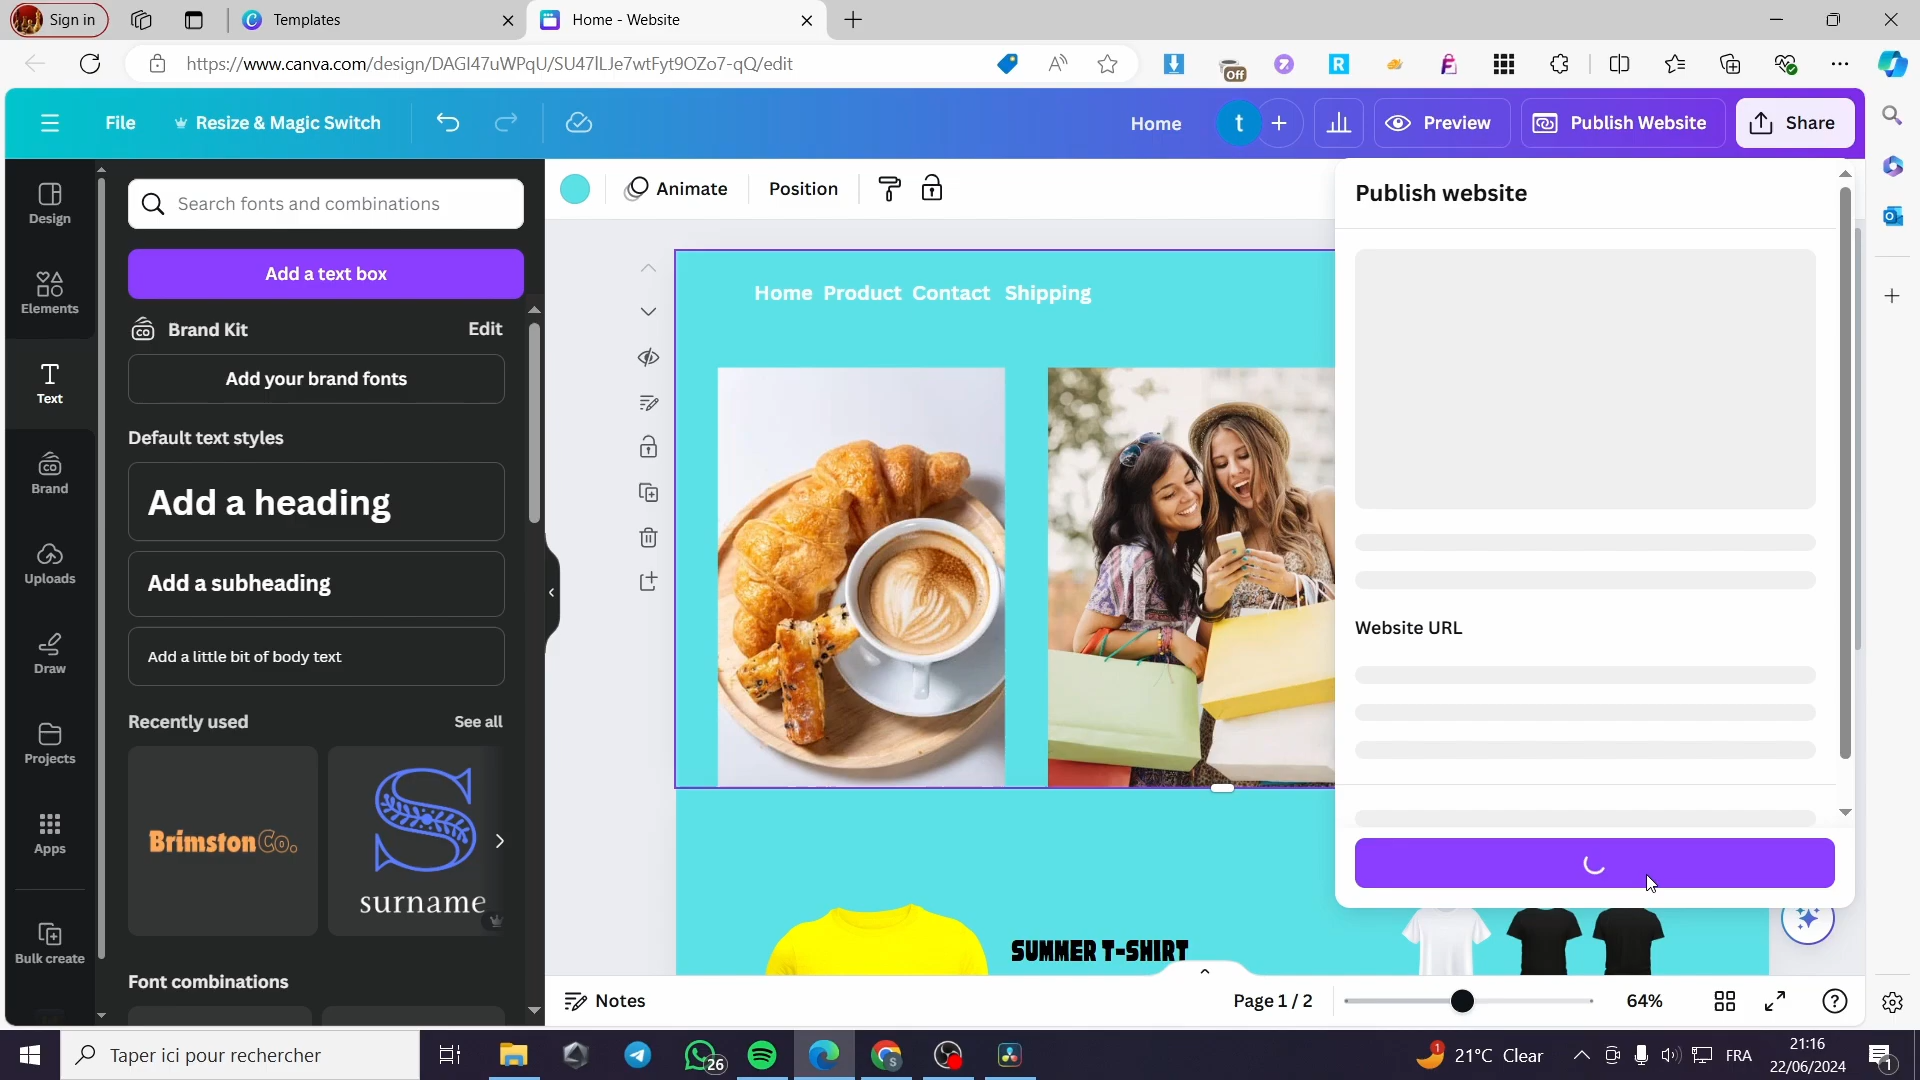 Sign in
Templates
Home - Website
https://www.canva.com/design/DAGI47uWPqU/SU47lLJe7wtFyt9OZo7-qQ/edit
Off
File
Resize & Magic Switch
Home
t
Preview
Publish Website
Share
Design
Elements
Text
Brand
Uploads
Draw
Projects
Apps
Bulk create
Search fonts and combinations
Add a text box
Brand Kit
Edit
Add your brand fonts
Default text styles
Add a heading
Add a subheading
Add a little bit of body text
Recently used
See all
BrimstonCo.
S
surname
Font combinations
Animate
Position
Home Product Contact Shipping
SUMMER T-SHIRT
Publish website
Website URL
Notes
Page 1 / 2
64%
Taper ici pour rechercher
26
1
21°C Clear
FRA
21:16
22/06/2024
1